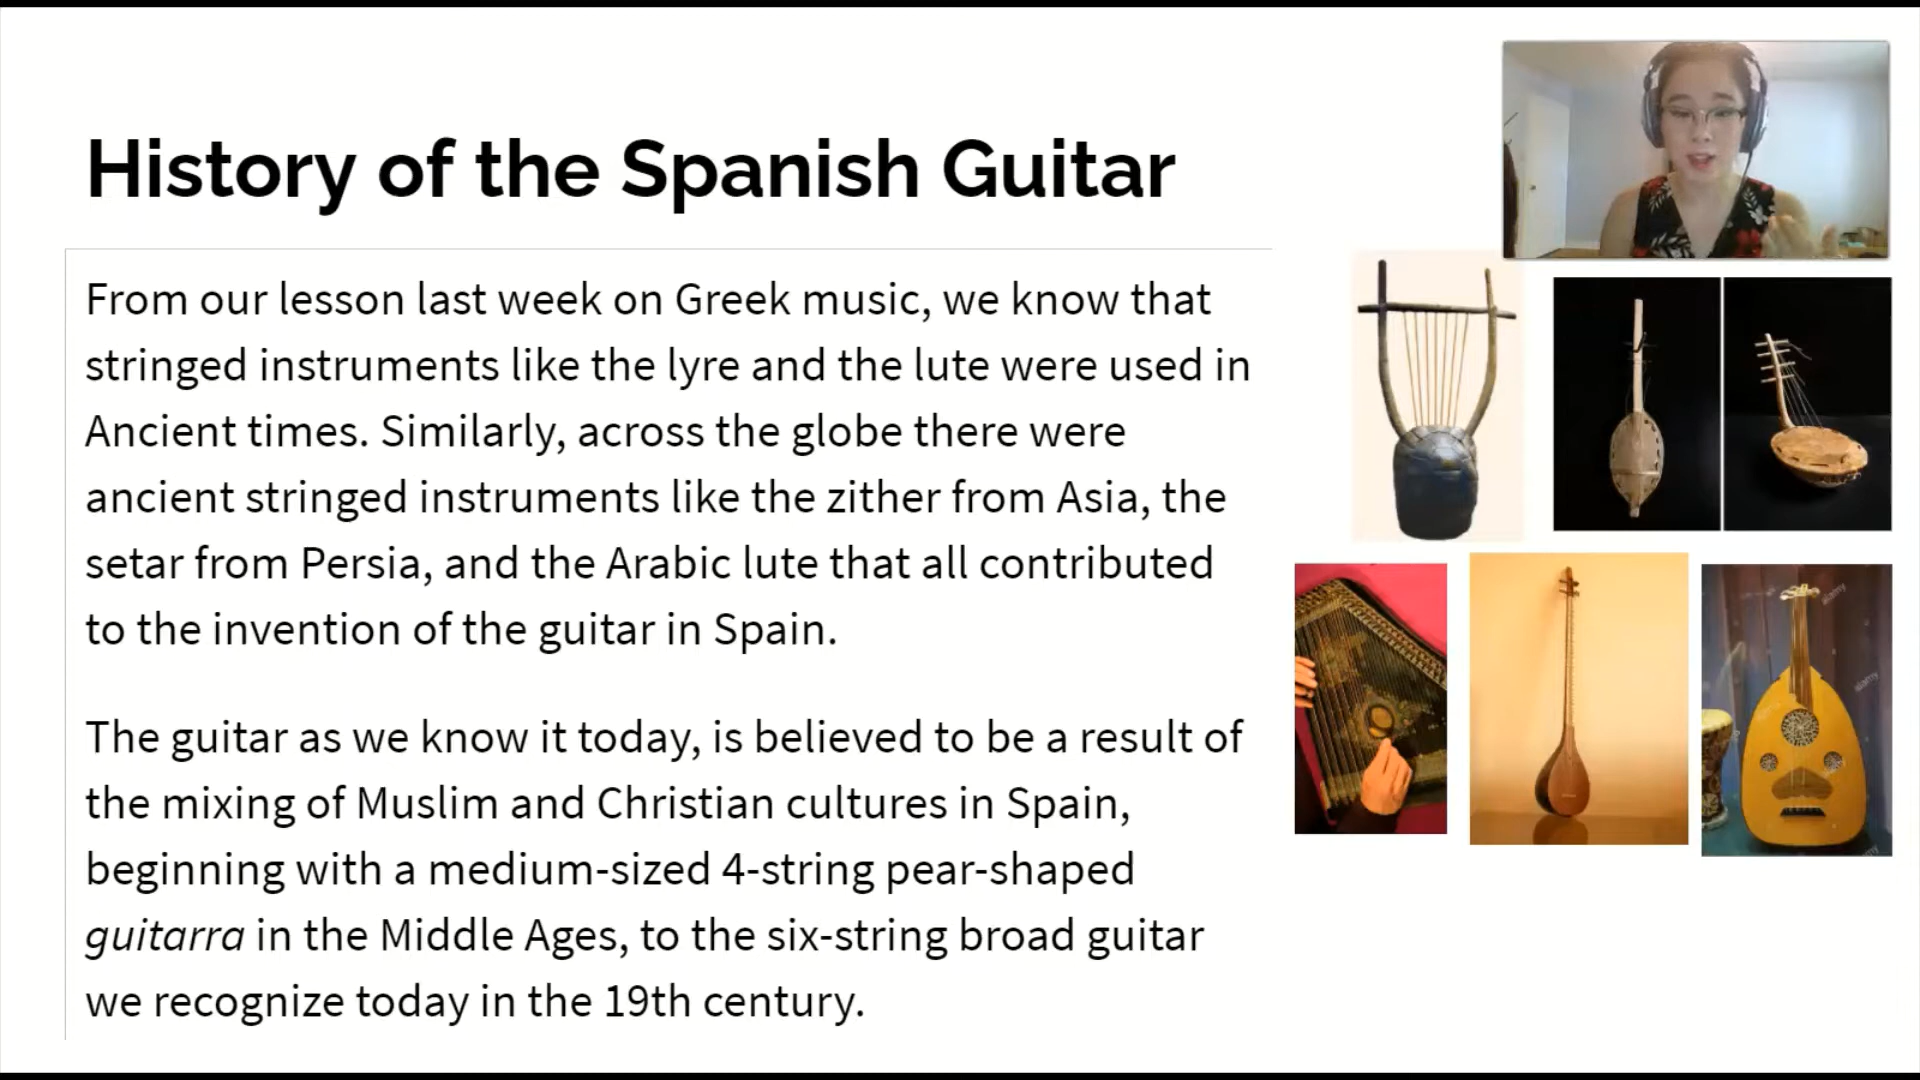 History of the Spanish Guitar
From our lesson last week on Greek music, we know that
stringed instruments like the lyre and the lute were used in
Ancient times. Similarly, across the globe there were
ancient stringed instruments like the zither from Asia, the
setar from Persia, and the Arabic lute that all contributed
to the invention of the guitar in Spain.
The guitar as we know it today, is believed to be a result of
the mixing of Muslim and Christian cultures in Spain,
beginning with a medium-sized 4-string pear-shaped
guitarra in the Middle Ages, to the six-string broad guitar
we recognize today in the 19th century.
alamy
alamy